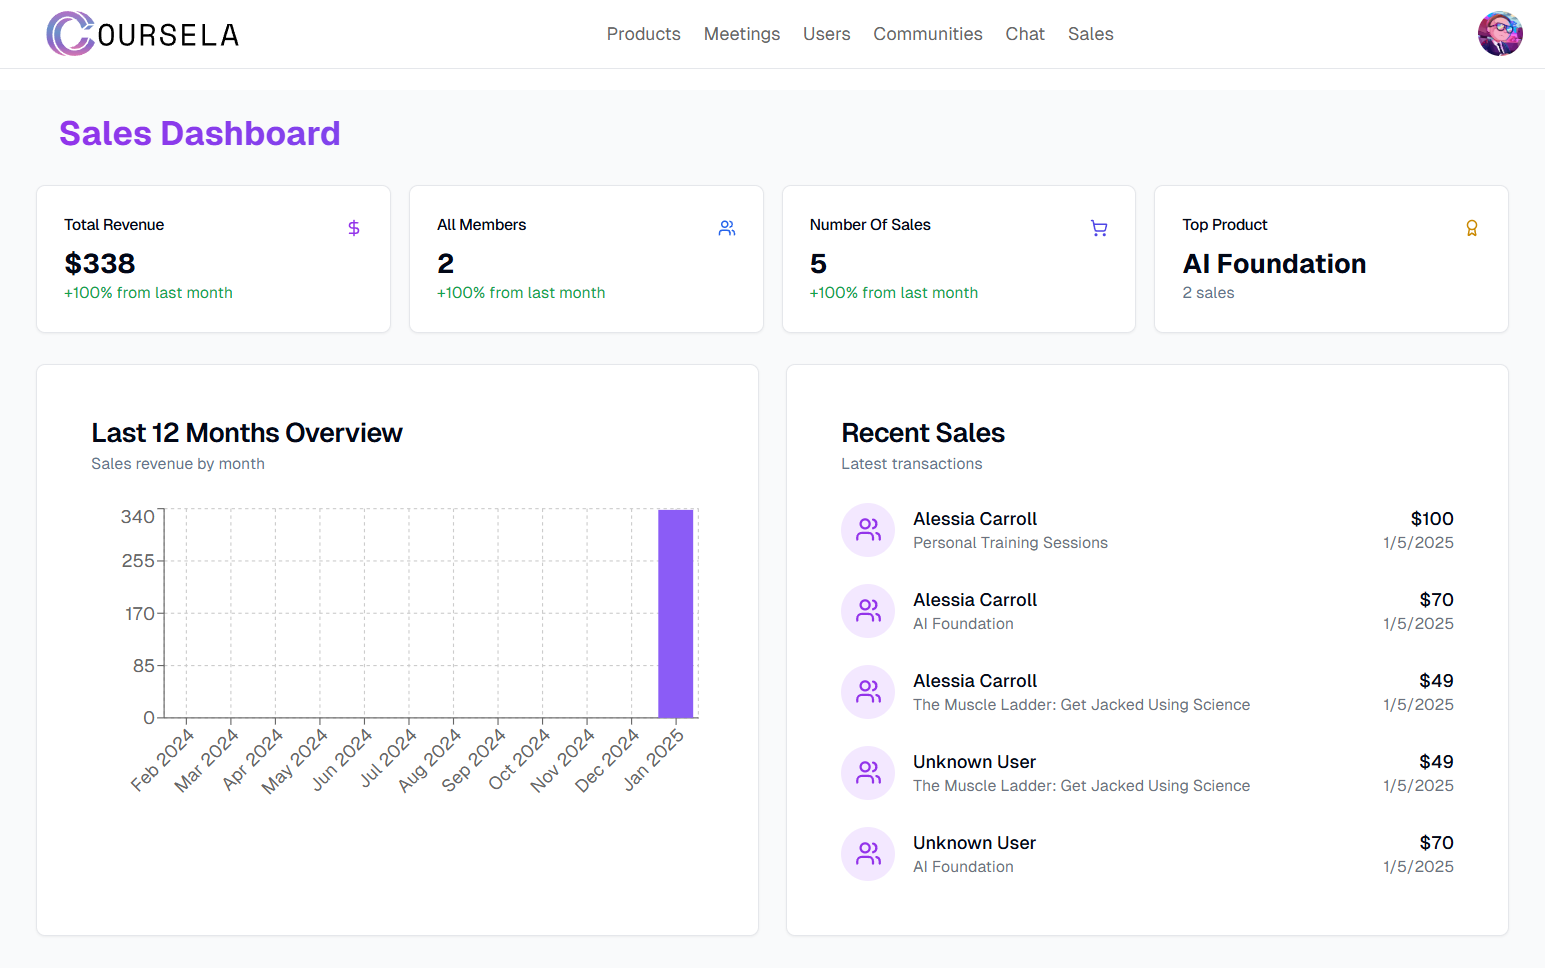 COURSELA
Products Meetings Users Communities Chat Sales
Sales Dashboard
Total Revenue
$338
+100% from last month
All Members
2
+100% from last month
Number Of Sales
5
+100% from last month
Top Product
AI Foundation
2 sales
Last 12 Months Overview
Sales revenue by month
340
255
170
85
0
Feb 2024
Mar 2024
Apr 2024
May 2024
Jun 2024
Jul 2024
Aug 2024
Sep 2024
Oct 2024
Nov 2024
Dec 2024
Jan 2025
Recent Sales
Latest transactions
Alessia Carroll $100
Personal Training Sessions 1/5/2025
Alessia Carroll $70
AI Foundation 1/5/2025
Alessia Carroll $49
The Muscle Ladder: Get Jacked Using Science 1/5/2025
Unknown User $49
The Muscle Ladder: Get Jacked Using Science 1/5/2025
Unknown User $70
AI Foundation 1/5/2025